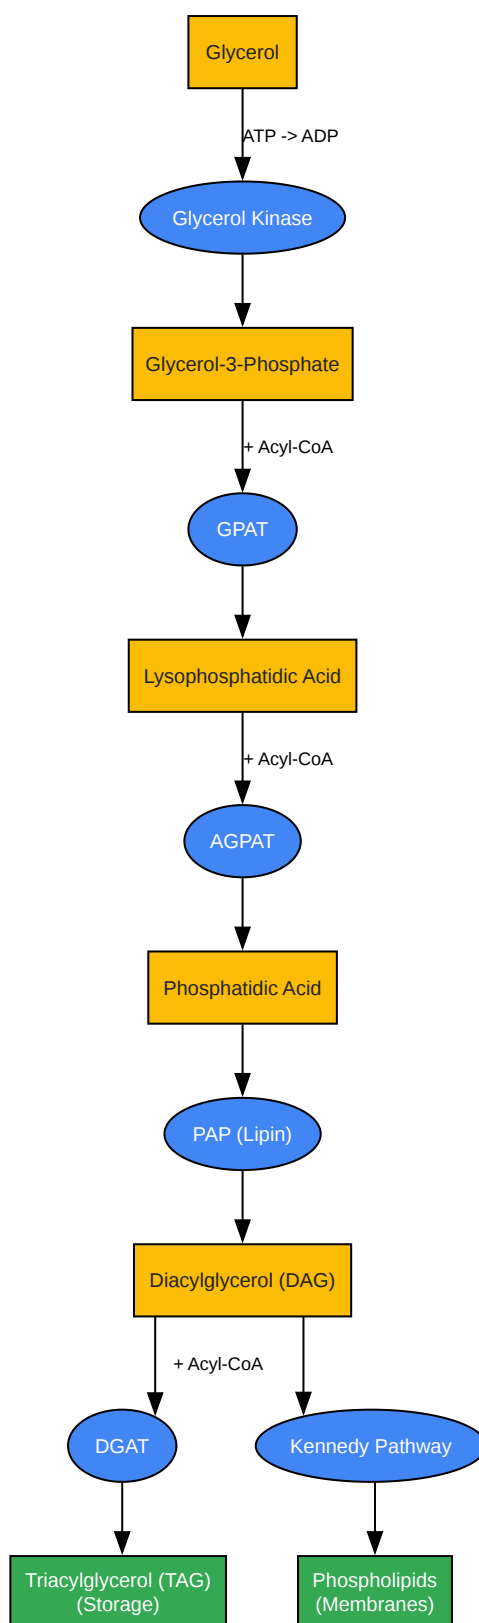 Glycerol
ATP -> ADP
Glycerol Kinase
Glycerol-3-Phosphate
+ Acyl-CoA
GPAT
Lysophosphatidic Acid
+ Acyl-CoA
AGPAT
Phosphatidic Acid
PAP (Lipin)
Diacylglycerol (DAG)
+ Acyl-CoA
DGAT
Kennedy Pathway
Triacylglycerol (TAG)
(Storage)
Phospholipids
(Membranes)